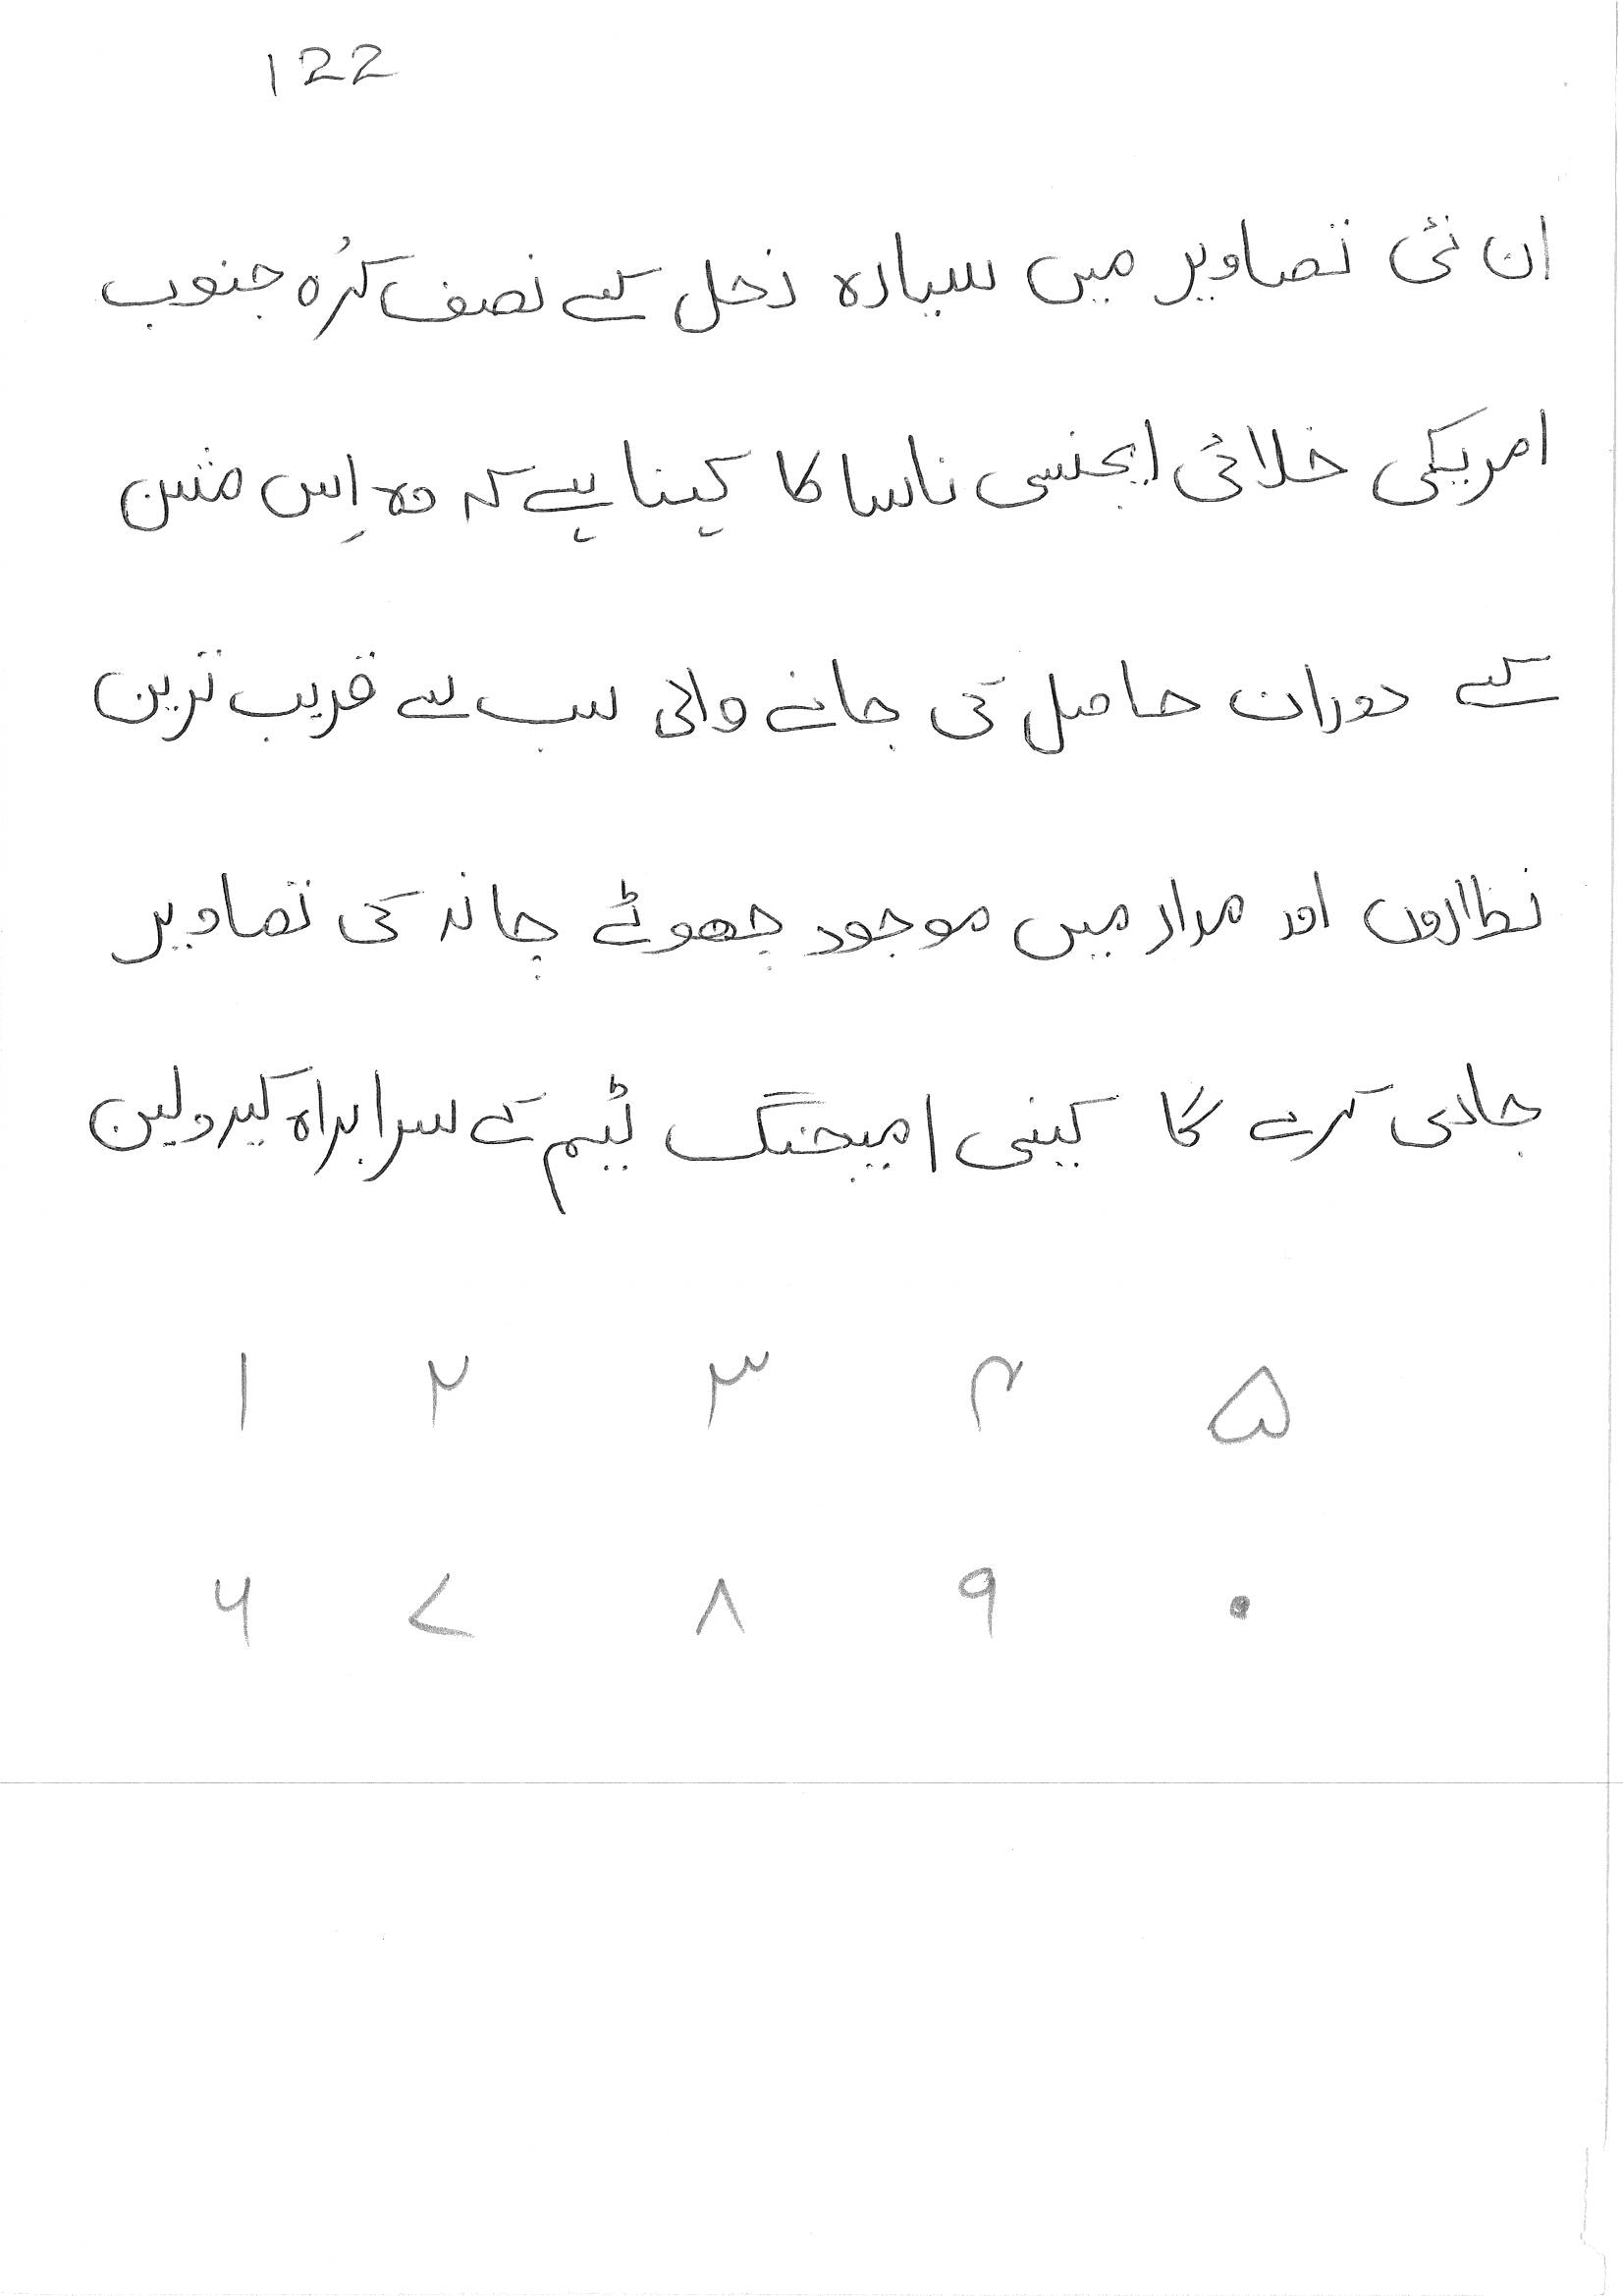 122
ان نئی تصاویر میں سیارہ زحل کے نصف کُرہ جنوب
امریکی خلائی ایجنسی ناسا کا کہنا ہے کہ وہ اِس مشن
کے دوران حاصل کی جانے والی سب سے قریب ترین
نظاروں اور مدار میں موجود چھوٹے چاند کی تصاویر
جاری کرے گا کیسنی امیجنگ ٹیم کے سرابراہ کیرولین
۱ ۲ ۳ ۴ ۵
۶ ۷ ۸ ۹ ۰